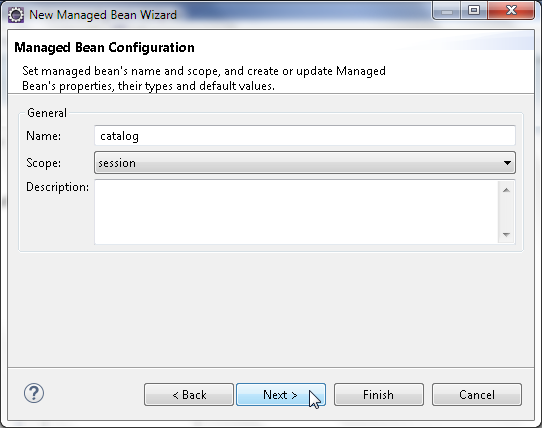 New Managed Bean Wizard
Managed Bean Configuration
Set managed bean's name and scope, and create or update Managed
Bean's properties, their types and default values.
General
Name: catalog
Scope: session
Description:
? < Back Next > Finish Cancel